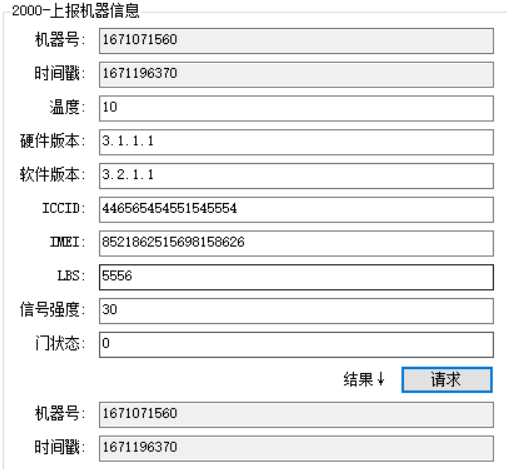 2000-上报机器信息
机器号: 1671071560
时间戳: 1671196370
温度: 10
硬件版本: 3.1.1.1
软件版本: 3.2.1.1
ICCID: 446565454551545554
IMEI: 8521862515698158626
LBS: 5556
信号强度: 30
门状态: 0
结果↓ 请求
机器号: 1671071560
时间戳: 1671196370